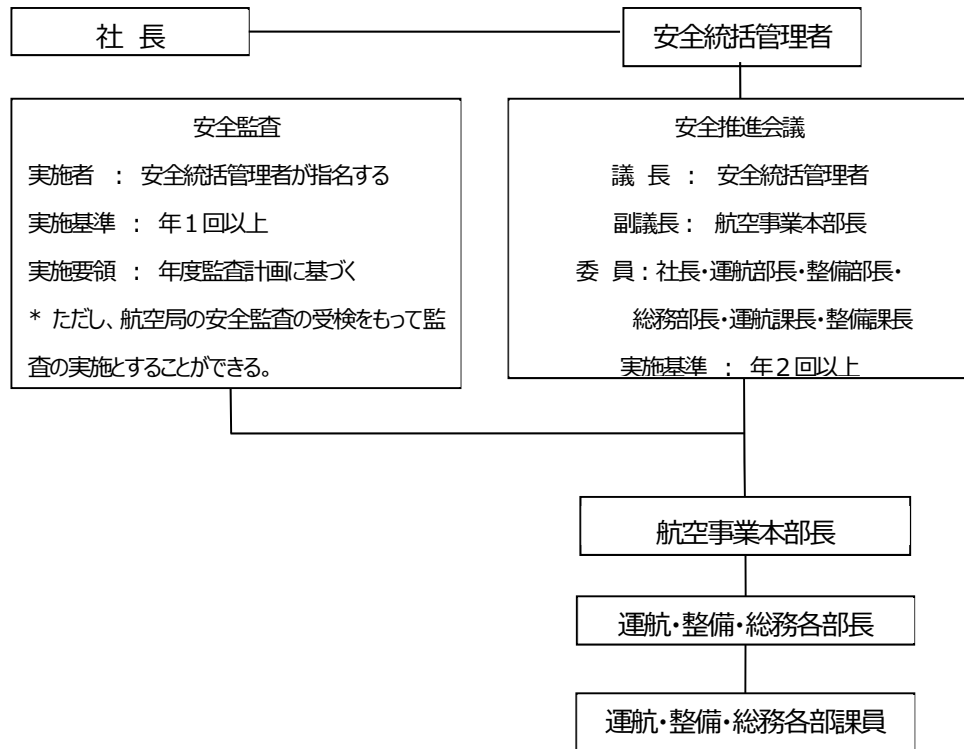 社 長
安全統括管理者
安全監査
実施者 : 安全統括管理者が指名する
実施基準 : 年1回以上
実施要領 : 年度監査計画に基づく
* ただし、航空局の安全監査の受検をもって監
査の実施とすることができる。
安全推進会議
議 長 : 安全統括管理者
副議長 : 航空事業本部長
委 員 : 社長・運航部長・整備部長・
総務部長・運航課長・整備課長
実施基準 : 年2回以上
航空事業本部長
運航・整備・総務各部長
運航・整備・総務各部課員